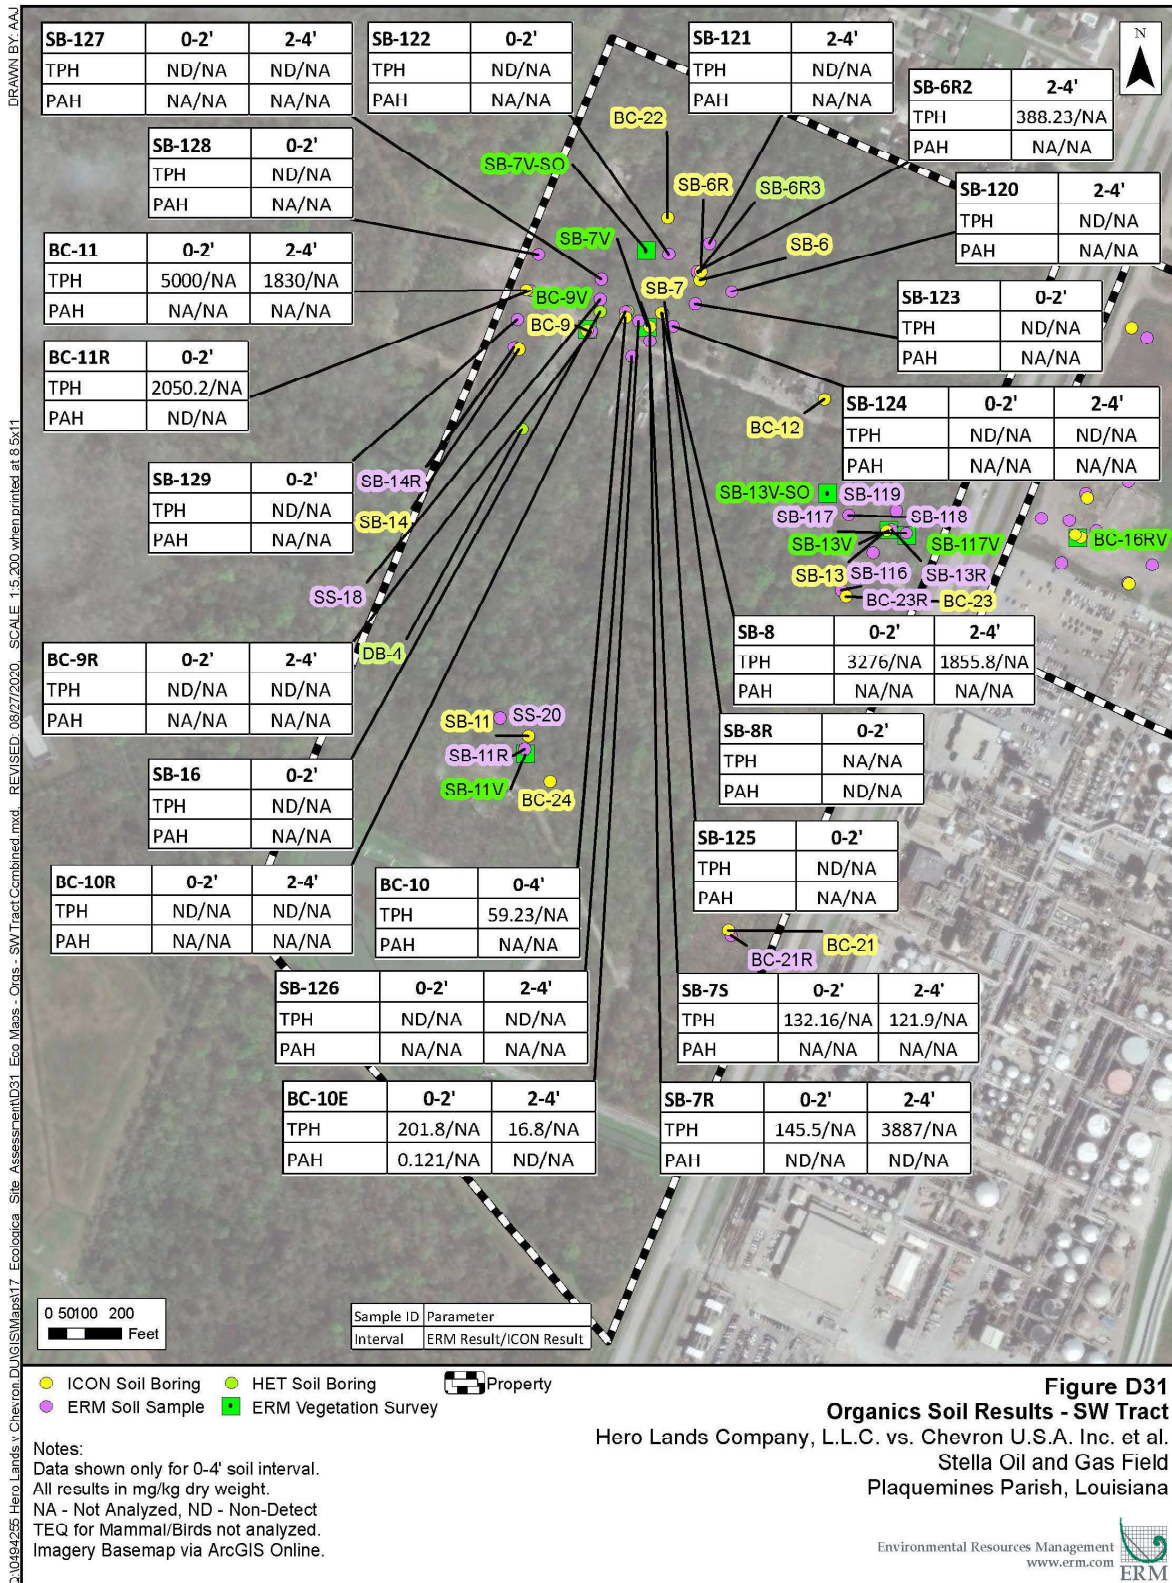 DRAWN BY: AAJ
SB-127 0-2' 2-4'
TPH ND/NA ND/NA
PAH NA/NA NA/NA
SB-122 0-2'
TPH ND/NA
PAH NA/NA
SB-121 2-4'
TPH ND/NA
PAH NA/NA
N
SB-6R2 2-4'
TPH 388.23/NA
PAH NA/NA
BC-22
SB-128 0-2'
TPH ND/NA
PAH NA/NA
SB-7V-SO
SB-6R
SB-6R3
SB-120 2-4'
TPH ND/NA
PAH NA/NA
BC-11 0-2' 2-4'
TPH 5000/NA 1830/NA
PAH NA/NA NA/NA
SB-7V
SB-6
SB-7
BC-9V
BC-9
SB-123 0-2'
TPH ND/NA
PAH NA/NA
BC-11R 0-2'
TPH 2050.2/NA
PAH ND/NA
SB-124 0-2' 2-4'
TPH ND/NA ND/NA
PAH NA/NA NA/NA
BC-12
SB-129 0-2'
TPH ND/NA
PAH NA/NA
SB-14R
SB-14
SS-18
DB-4
SB-13V-SO
SB-119
SB-117
SB-118
SB-13V
SB-117V
SB-13
SB-116
SB-13R
BC-23R
BC-23
BC-16RV
BC-9R 0-2' 2-4'
TPH ND/NA ND/NA
PAH NA/NA NA/NA
SB-8 0-2' 2-4'
TPH 3276/NA 1855.8/NA
PAH NA/NA NA/NA
SB-11
SS-20
SB-11R
SB-11V
BC-24
SB-8R 0-2'
TPH NA/NA
PAH ND/NA
SB-16 0-2'
TPH ND/NA
PAH NA/NA
SB-125 0-2'
TPH ND/NA
PAH NA/NA
BC-10R 0-2' 2-4'
TPH ND/NA ND/NA
PAH NA/NA NA/NA
BC-10 0-4'
TPH 59.23/NA
PAH NA/NA
BC-21
BC-21R
SB-126 0-2' 2-4'
TPH ND/NA ND/NA
PAH NA/NA NA/NA
SB-7S 0-2' 2-4'
TPH 132.16/NA 121.9/NA
PAH NA/NA NA/NA
BC-10E 0-2' 2-4'
TPH 201.8/NA 16.8/NA
PAH 0.121/NA ND/NA
SB-7R 0-2' 2-4'
TPH 145.5/NA 3887/NA
PAH ND/NA ND/NA
0 50100 200
Feet
Sample ID Parameter
Interval ERM Result/ICON Result
ICON Soil Boring
HET Soil Boring
Property
ERM Soil Sample
ERM Vegetation Survey
Notes:
Data shown only for 0-4' soil interval.
All results in mg/kg dry weight.
NA - Not Analyzed, ND - Non-Detect
TEQ for Mammal/Birds not analyzed.
Imagery Basemap via ArcGIS Online.
Figure D31
Organics Soil Results - SW Tract
Hero Lands Company, L.L.C. vs. Chevron U.S.A. Inc. et al.
Stella Oil and Gas Field
Plaquemines Parish, Louisiana
Environmental Resources Management
www.erm.com
ERM
Hero Lands v Chevron.DU\GIS\Maps\17 Ecological Site Assessment\D31 Eco Maps - Orgs - SW Tract Combined.mxd, REVISED: 08/27/2020, SCALE 1:5,200 when printed at 8.5x11